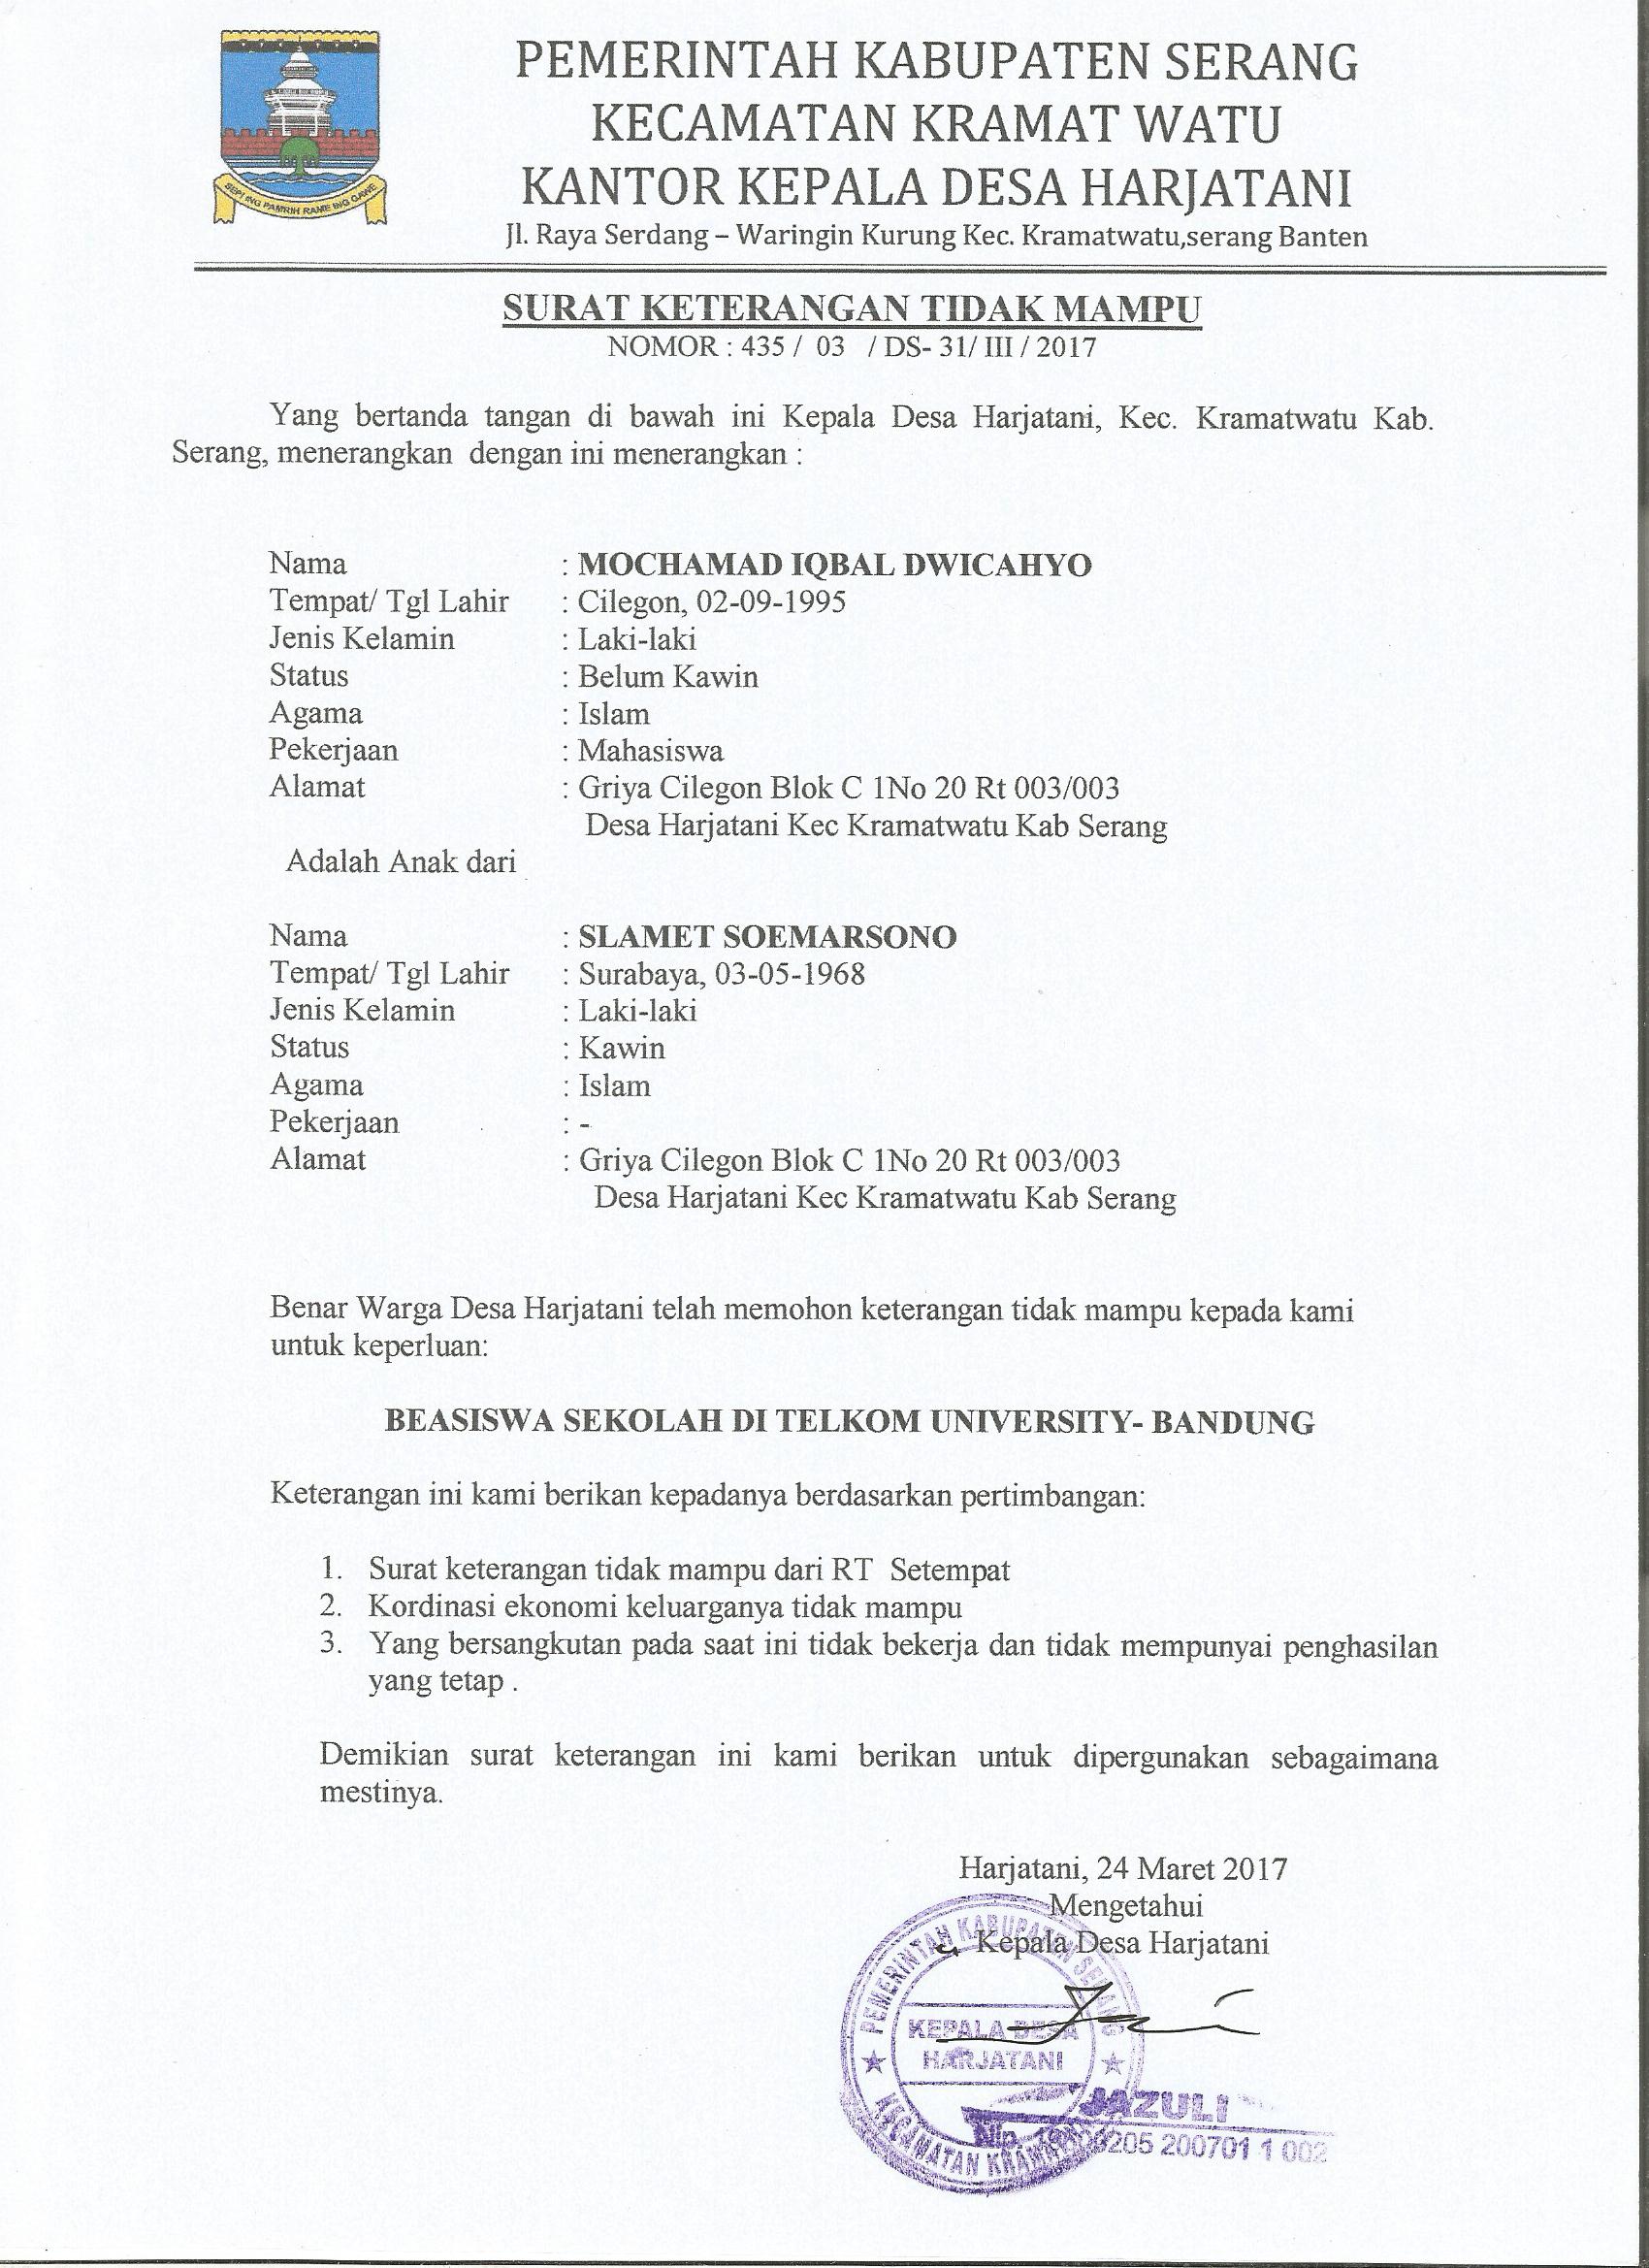 PEMERINTAH KABUPATEN SERANG
KECAMATAN KRAMAT WATU
KANTOR KEPALA DESA HARJATANI
Jl. Raya Serdang – Waringin Kurung Kec. Kramatwatu,serang Banten
SEPI ING PAMRIH RAME ING GAWE
SURAT KETERANGAN TIDAK MAMPU
NOMOR : 435 / 03 / DS- 31/ III / 2017
Yang bertanda tangan di bawah ini Kepala Desa Harjatani, Kec. Kramatwatu Kab.
Serang, menerangkan dengan ini menerangkan :
Nama : MOCHAMAD IQBAL DWICAHYO
Tempat/ Tgl Lahir : Cilegon, 02-09-1995
Jenis Kelamin : Laki-laki
Status : Belum Kawin
Agama : Islam
Pekerjaan : Mahasiswa
Alamat : Griya Cilegon Blok C 1No 20 Rt 003/003
Desa Harjatani Kec Kramatwatu Kab Serang
Adalah Anak dari
Nama : SLAMET SOEMARSONO
Tempat/ Tgl Lahir : Surabaya, 03-05-1968
Jenis Kelamin : Laki-laki
Status : Kawin
Agama : Islam
Pekerjaan : -
Alamat : Griya Cilegon Blok C 1No 20 Rt 003/003
Desa Harjatani Kec Kramatwatu Kab Serang
Benar Warga Desa Harjatani telah memohon keterangan tidak mampu kepada kami
untuk keperluan:
BEASISWA SEKOLAH DI TELKOM UNIVERSITY- BANDUNG
Keterangan ini kami berikan kepadanya berdasarkan pertimbangan:
1. Surat keterangan tidak mampu dari RT Setempat
2. Kordinasi ekonomi keluarganya tidak mampu
3. Yang bersangkutan pada saat ini tidak bekerja dan tidak mempunyai penghasilan
yang tetap .
Demikian surat keterangan ini kami berikan untuk dipergunakan sebagaimana
mestinya.
Harjatani, 24 Maret 2017
Mengetahui
Kepala Desa Harjatani
PEMERINTAH KABUPATEN SERANG
KEPALA DESA
HARJATANI
KECAMATAN
JAZULI
Nip. 205 200701 1 002